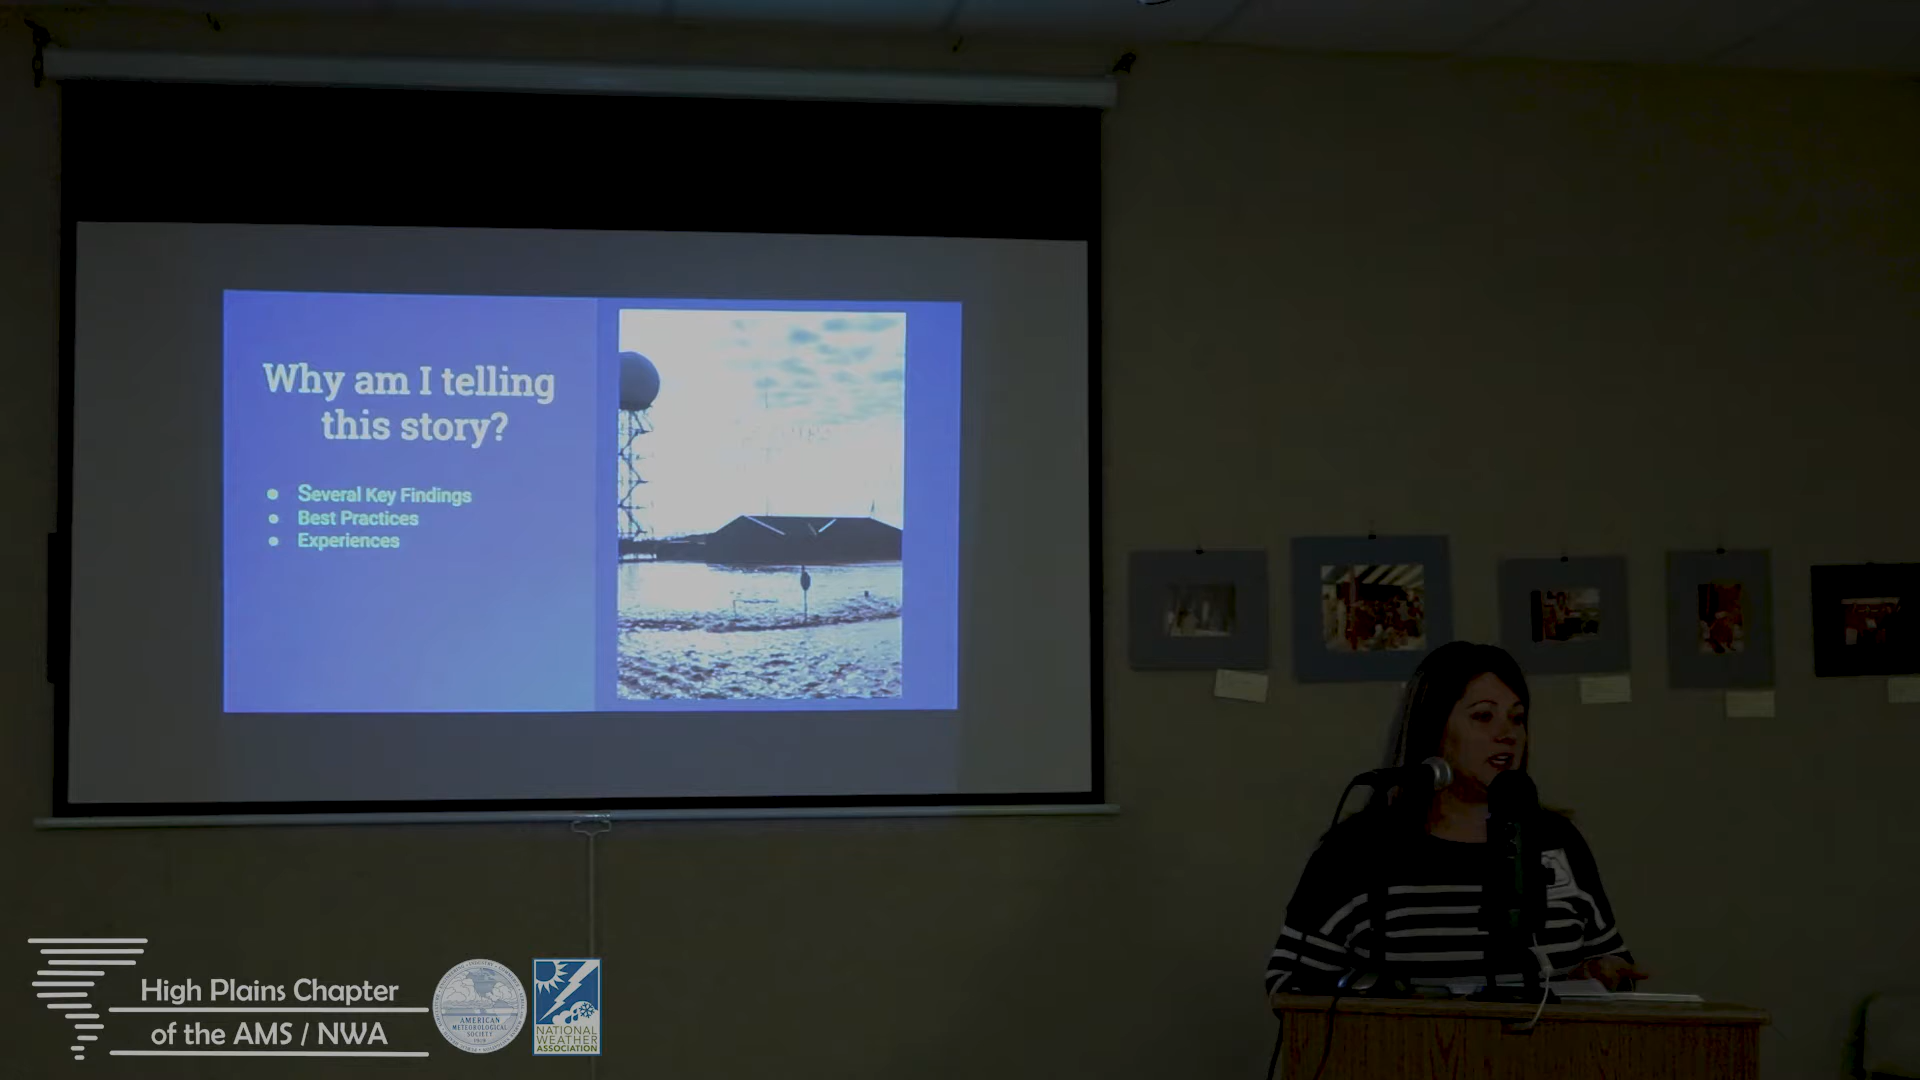 Why am I telling
this story?
● Several Key Findings
● Best Practices
● Experiences
High Plains Chapter
of the AMS / NWA
AMERICAN
METEOROLOGICAL
SOCIETY
NATIONAL
WEATHER
ASSOCIATION